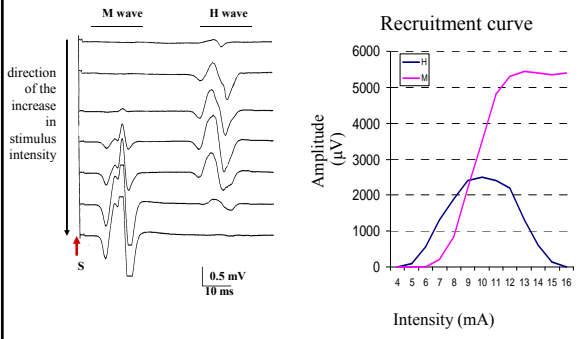 M wave H wave
direction
of the
increase
in
stimulus
intensity
S
0.5 mV
10 ms
Recruitment curve
Amplitude
(µV)
6000
5000
4000
3000
2000
1000
0
H
M
4 5 6 7 8 9 10 11 12 13 14 15 16
Intensity (mA)